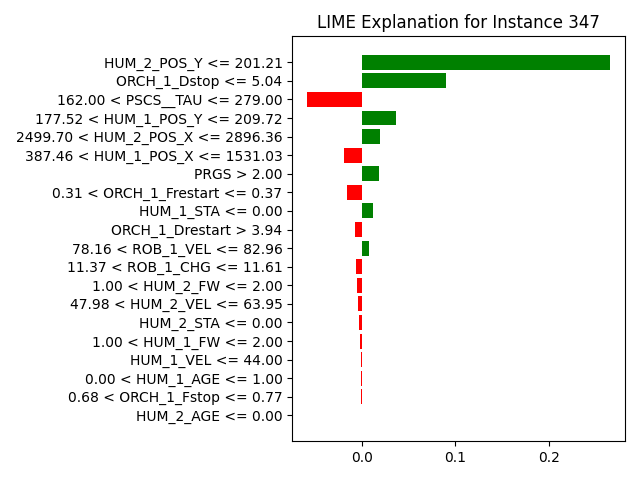 LIME Explanation for Instance 347
HUM_2_POS_Y <= 201.21
ORCH_1_Dstop <= 5.04
162.00 < PSCS__TAU <= 279.00
177.52 < HUM_1_POS_Y <= 209.72
2499.70 < HUM_2_POS_X <= 2896.36
387.46 < HUM_1_POS_X <= 1531.03
PRGS > 2.00
0.31 < ORCH_1_Frestart <= 0.37
HUM_1_STA <= 0.00
ORCH_1_Drestart > 3.94
78.16 < ROB_1_VEL <= 82.96
11.37 < ROB_1_CHG <= 11.61
1.00 < HUM_2_FW <= 2.00
47.98 < HUM_2_VEL <= 63.95
HUM_2_STA <= 0.00
1.00 < HUM_1_FW <= 2.00
HUM_1_VEL <= 44.00
0.00 < HUM_1_AGE <= 1.00
0.68 < ORCH_1_Fstop <= 0.77
HUM_2_AGE <= 0.00
0.0 0.1 0.2